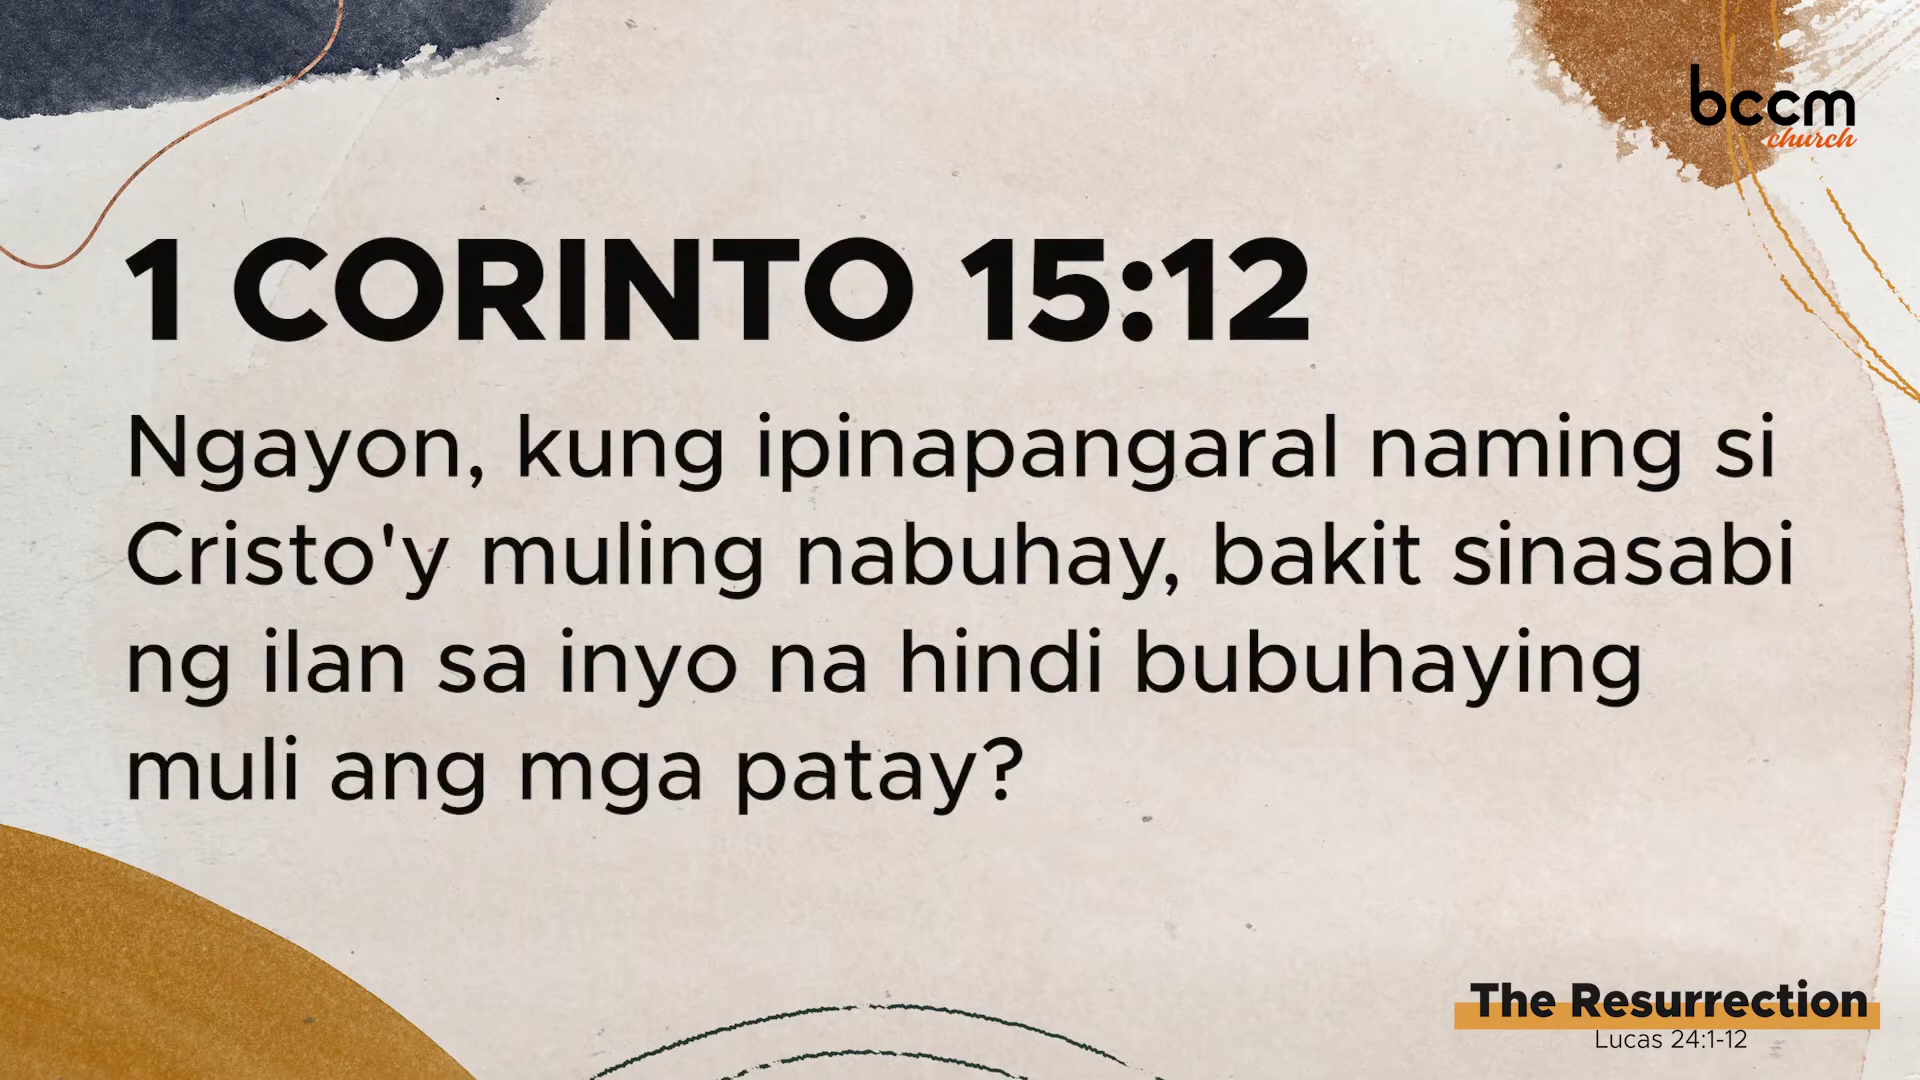 bccm
church
1 CORINTO 15:12
Ngayon, kung ipinapangaral naming si
Cristo'y muling nabuhay, bakit sinasabi
ng ilan sa inyo na hindi bubuhaying
muli ang mga patay?
The Resurrection
Lucas 24:1-12